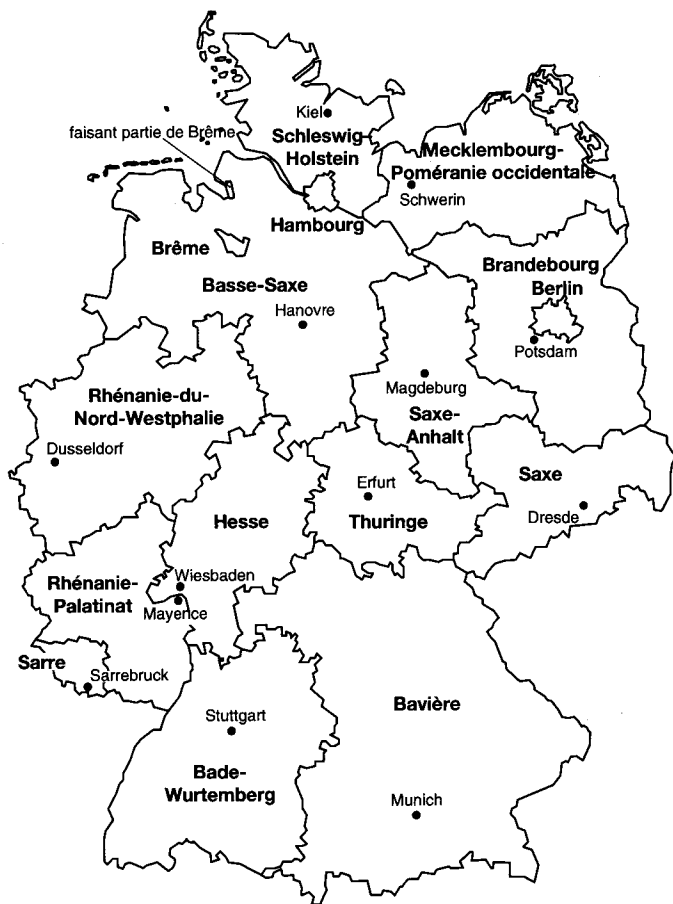 Kiel
faisant partie de Brême
Schleswig
Holstein
Mecklembourg-
Poméranie occidentale
Schwerin
Hambourg
Brême
Brandebourg
Basse-Saxe
Berlin
Hanovre
Potsdam
Magdeburg
Rhénanie-du-
Nord-Westphalie
Saxe-
Anhalt
Dusseldorf
Saxe
Erfurt
Dresde
Hesse
Thuringe
Wiesbaden
Rhénanie-
Palatinat
Mayence
Sarre
Sarrebruck
Bavière
Stuttgart
Bade-
Wurtemberg
Munich